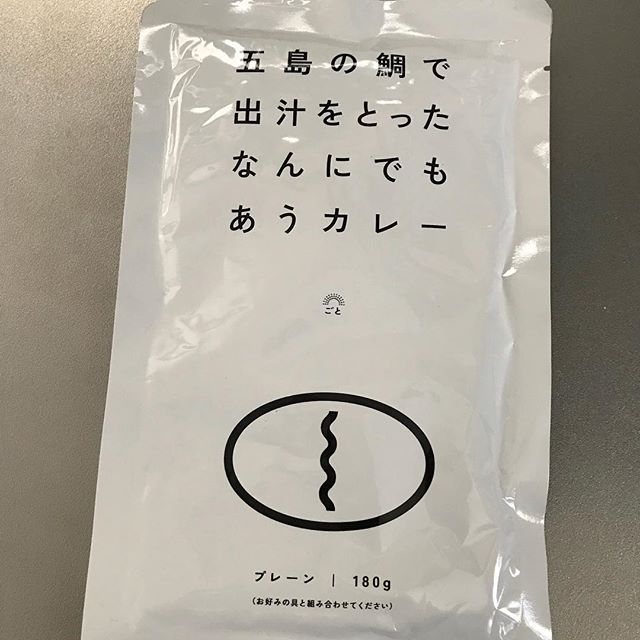 五島の鯛で
出汁をとった
なんにでも
あうカレー
ごと
プレーン | 180g
(お好みの具と組み合わせてください)